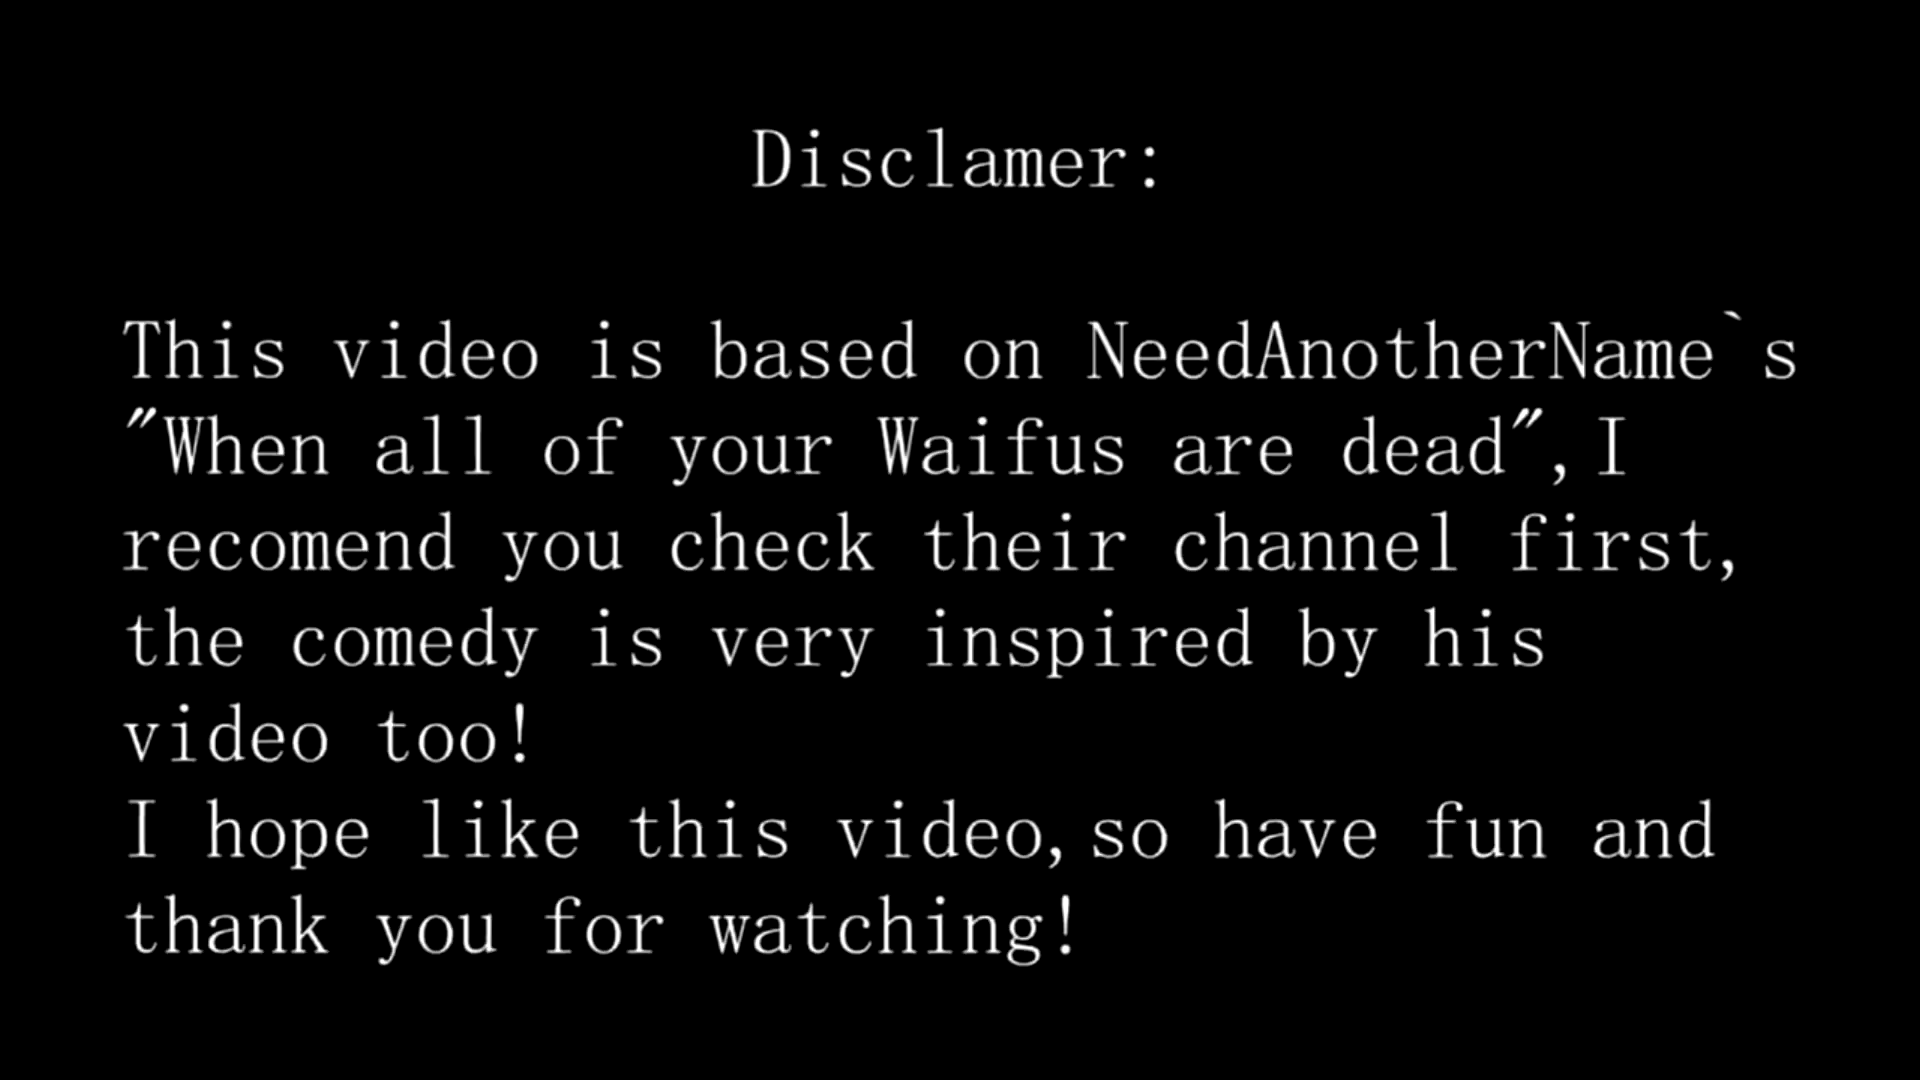 Disclamer:
This video is based on NeedAnotherName`s
"When all of your Waifus are dead",I
recomend you check their channel first,
the comedy is very inspired by his
video too!
I hope like this video,so have fun and
thank you for watching!